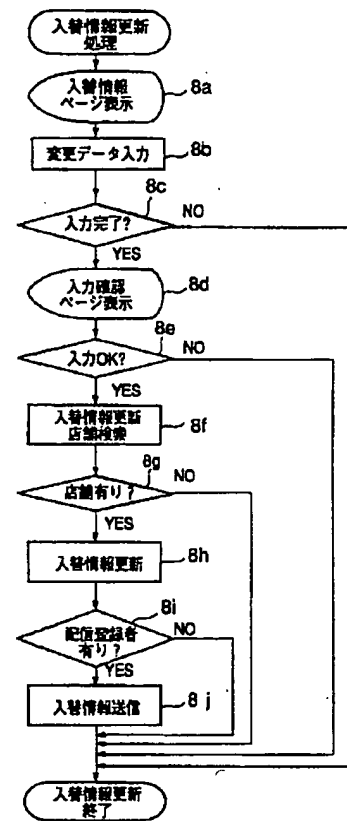 入替情報更新
処理
入替情報
ページ表示
8a
変更データ入力
8b
8c
入力完了?
NO
YES
入力確認
ページ表示
8d
8e
入力OK?
NO
YES
入替情報更新
店舗検索
8f
8g
店舗有り?
NO
YES
入替情報更新
8h
8i
配信登録者
有り?
NO
YES
入替情報送信
8j
入替情報更新
終了